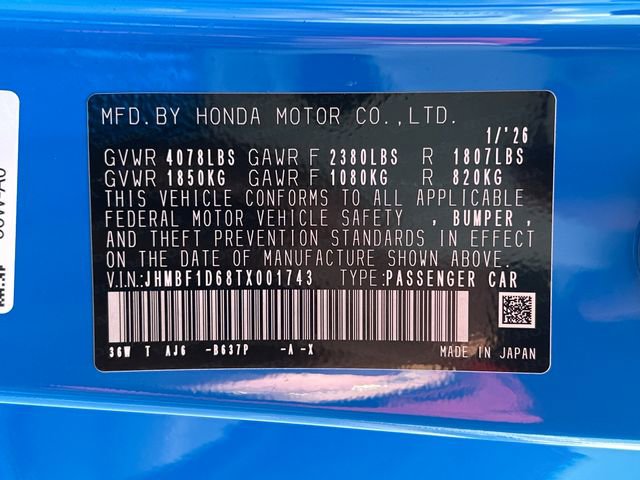 MFD.BY HONDA MOTOR CO.,LTD.
1/'26
GVWR 4078LBS GAWR F 2380LBS R 1807LBS
GVWR 1850KG GAWR F 1080KG R 820KG
THIS VEHICLE CONFORMS TO ALL APPLICABLE
FEDERAL MOTOR VEHICLE SAFETY , BUMPER ,
AND THEFT PREVENTION STANDARDS IN EFFECT
ON THE DATE OF MANUFACTURE SHOWN ABOVE.
V.I.N:JHMBF1D68TX001743 TYPE:PASSENGER CAR
36W T AJ6 -B637P -A -X
MADE IN JAPAN